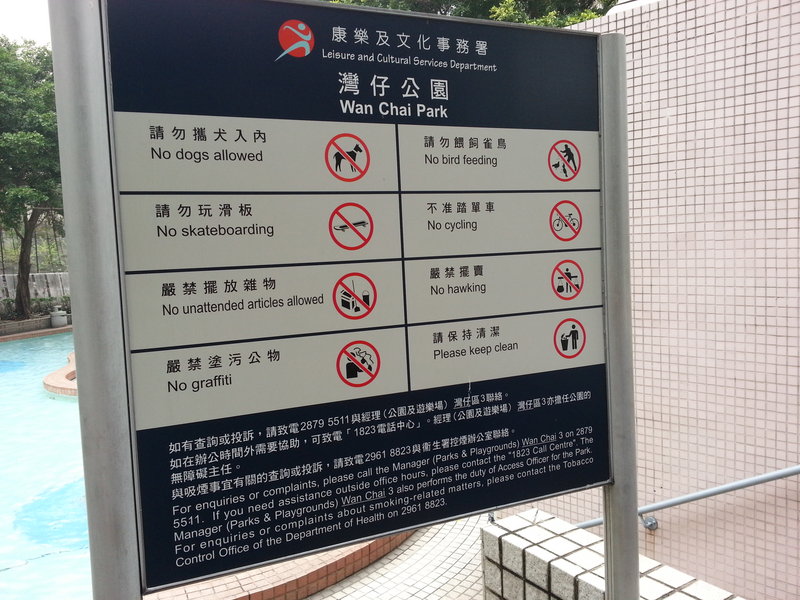 康樂及文化事務署
Leisure and Cultural Services Department
灣仔公園
Wan Chai Park
請勿攜犬入內
No dogs allowed
請勿餵飼雀鳥
No bird feeding
請勿玩滑板
No skateboarding
不准踏單車
No cycling
嚴禁擺放雜物
No unattended articles allowed
嚴禁擺賣
No hawking
嚴禁塗污公物
No graffiti
請保持清潔
Please keep clean
如有查詢或投訴，請致電2879 5511與經理（公園及遊樂場）灣仔區3聯絡。
如在辦公時間外需要協助，可致電「1823電話中心」。經理（公園及遊樂場）灣仔區3亦擔任公園的
無障礙主任。
與吸煙事宜有關的查詢或投訴，請致電2961 8823與衞生署控煙辦公室聯絡。
For enquiries or complaints, please call the Manager (Parks & Playgrounds) Wan Chai 3 on 2879
5511. If you need assistance outside office hours, please contact the "1823 Call Centre". The
Manager (Parks & Playgrounds) Wan Chai 3 also performs the duty of Access Officer for the Park.
For enquiries or complaints about smoking-related matters, please contact the Tobacco
Control Office of the Department of Health on 2961 8823.